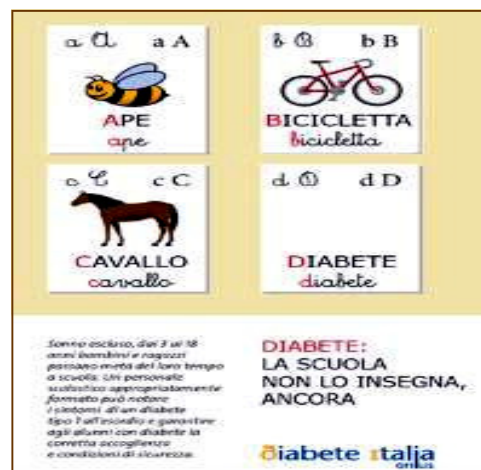 a A a A
b B b B
APE
ape
BICICLETTA
bicicletta
c C c C
d D d D
CAVALLO
cavallo
DIABETE
diabete
Sonno escluso, dai 3 ai 18
anni bambini e ragazzi
passano metà del loro tempo
a scuola. Un personale
scolastico appropriatamente
formato può notare
i sintomi di un diabete
tipo 1 all'esordio e garantire
agli alunni con diabete la
corretta accoglienza
e condizioni di sicurezza.
DIABETE:
LA SCUOLA
NON LO INSEGNA,
ANCORA
diabete italia
onlus